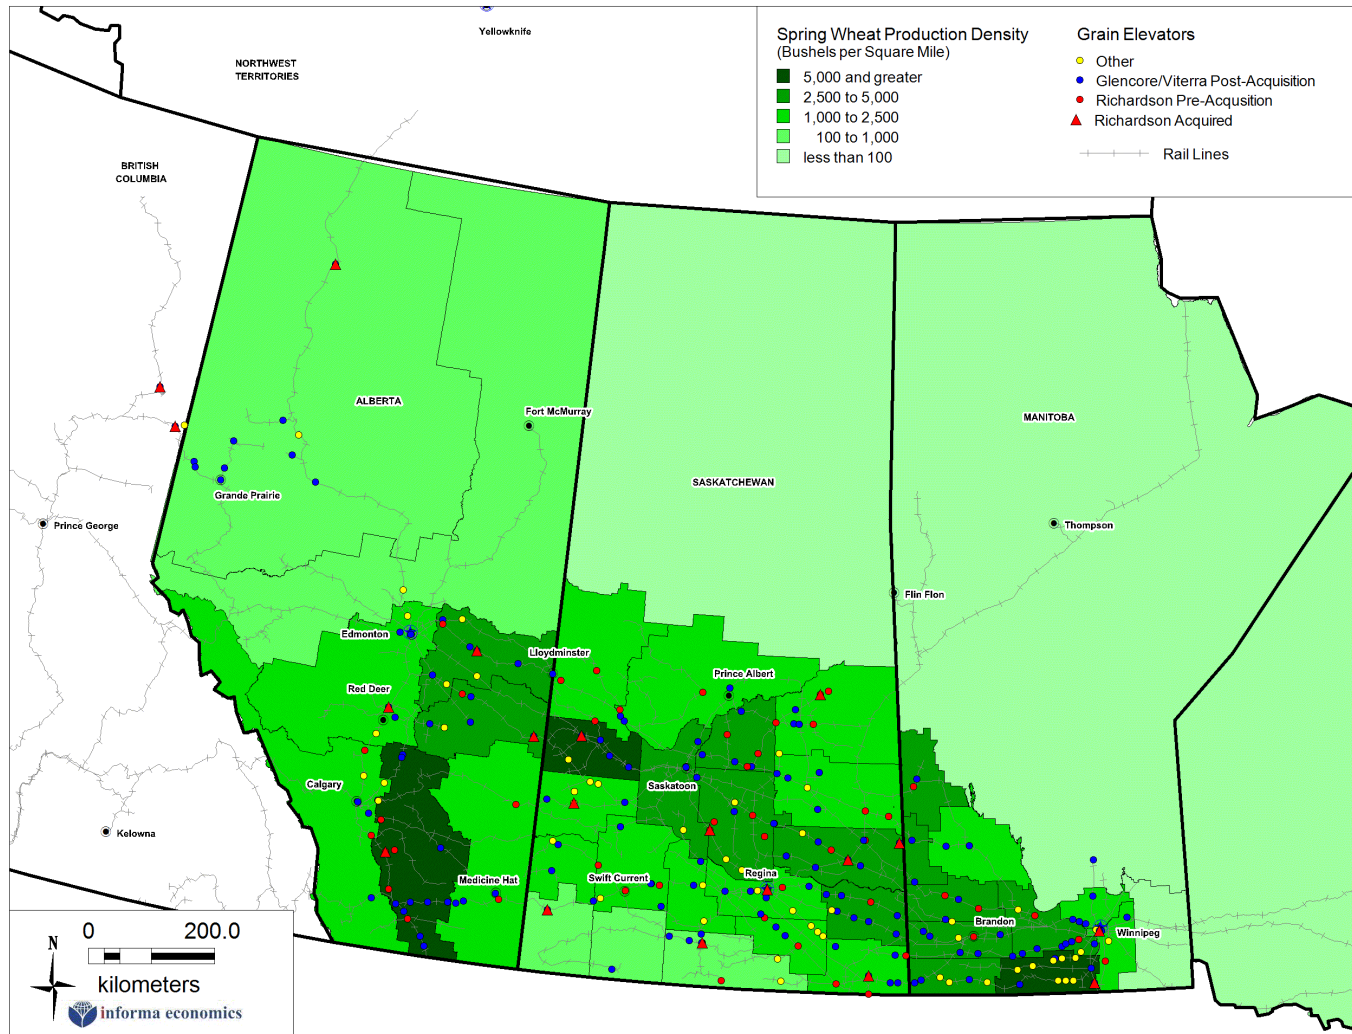 Yellowknife
NORTHWEST
TERRITORIES
BRITISH
COLUMBIA
Spring Wheat Production Density
(Bushels per Square Mile)
5,000 and greater
2,500 to 5,000
1,000 to 2,500
100 to 1,000
less than 100
Grain Elevators
Other
Glencore/Viterra Post-Acquisition
Richardson Pre-Acqusition
Richardson Acquired
Rail Lines
ALBERTA
Fort McMurray
MANITOBA
SASKATCHEWAN
Grande Prairie
Prince George
Thompson
Flin Flon
Edmonton
Lloydminster
Prince Albert
Red Deer
Calgary
Saskatoon
Kelowna
Medicine Hat
Swift Current
Regina
Brandon
Winnipeg
0 200.0
N
kilometers
informa economics